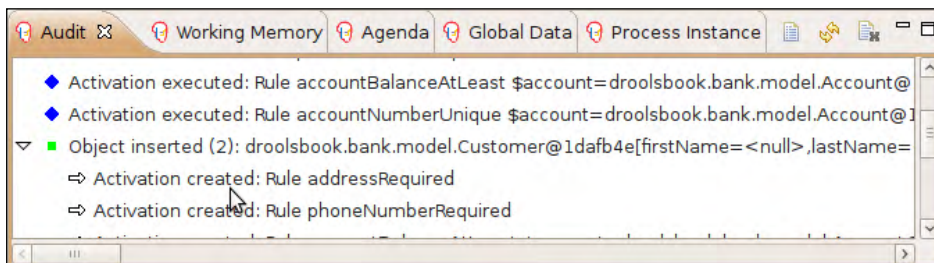 Audit Working Memory Agenda Global Data Process Instance
Activation executed: Rule accountBalanceAtLeast $account=droolsbook.bank.model.Account@
Activation executed: Rule accountNumberUnique $account=droolsbook.bank.model.Account@1
Object inserted (2): droolsbook.bank.model.Customer@1dafb4e[firstName=<null>,lastName=
Activation created: Rule addressRequired
Activation created: Rule phoneNumberRequired